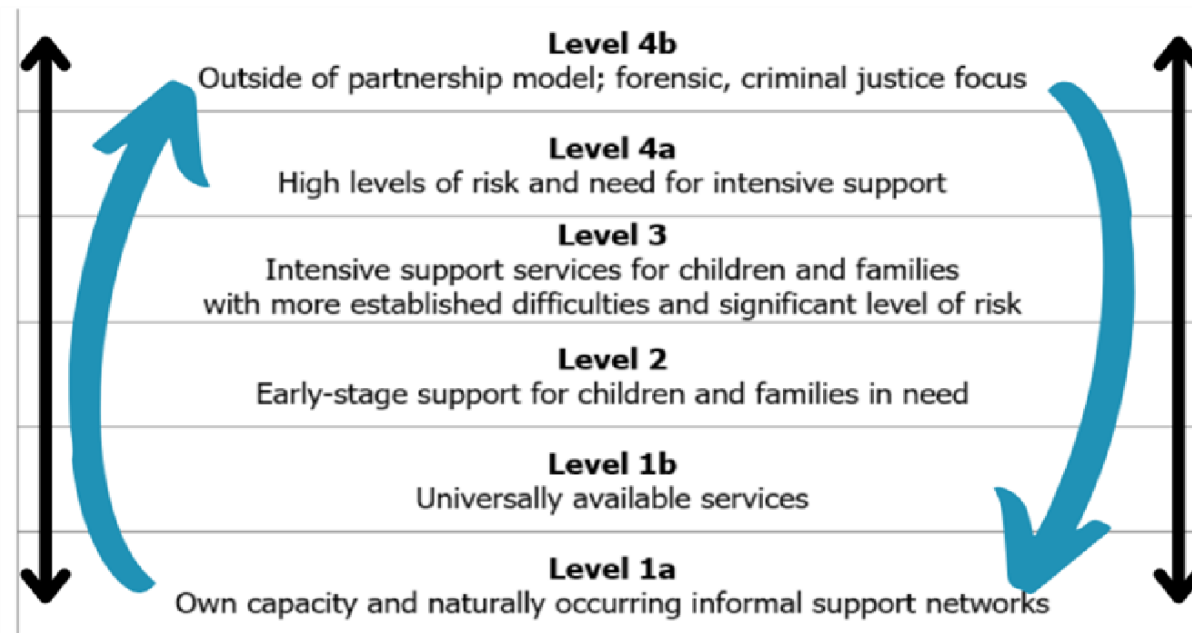 Level 4b
Outside of partnership model; forensic, criminal justice focus
Level 4a
High levels of risk and need for intensive support
Level 3
Intensive support services for children and families
with more established difficulties and significant level of risk
Level 2
Early-stage support for children and families in need
Level 1b
Universally available services
Level 1a
Own capacity and naturally occurring informal support networks